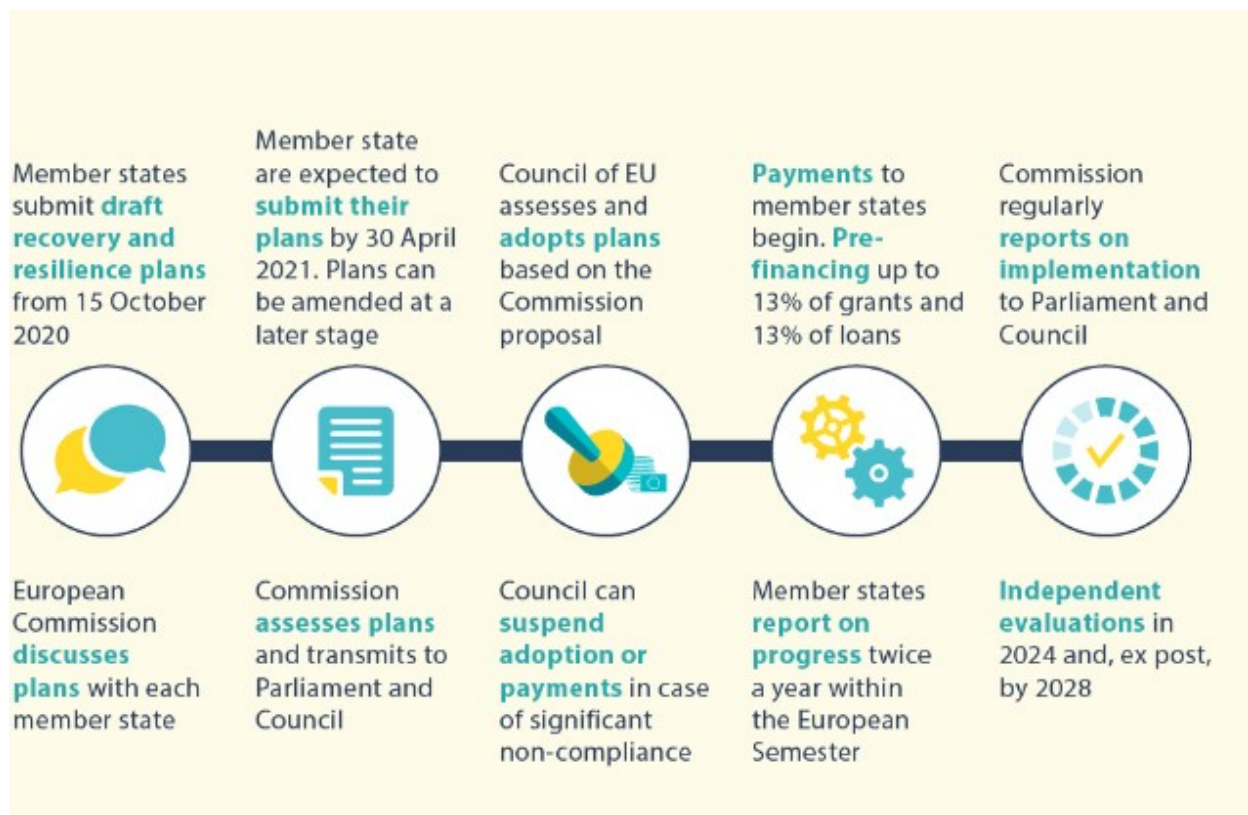 Member states
submit draft
recovery and
resilience plans
from 15 October
2020
Member state
are expected to
submit their
plans by 30 April
2021. Plans can
be amended at a
later stage
Council of EU
assesses and
adopts plans
based on the
Commission
proposal
Payments to
member states
begin. Pre-
financing up to
13% of grants and
13% of loans
Commission
regularly
reports on
implementation
to Parliament and
Council
European
Commission
discusses
plans with each
member state
Commission
assesses plans
and transmits to
Parliament and
Council
Council can
suspend
adoption or
payments in case
of significant
non-compliance
Member states
report on
progress twice
a year within
the European
Semester
Independent
evaluations in
2024 and, ex post,
by 2028